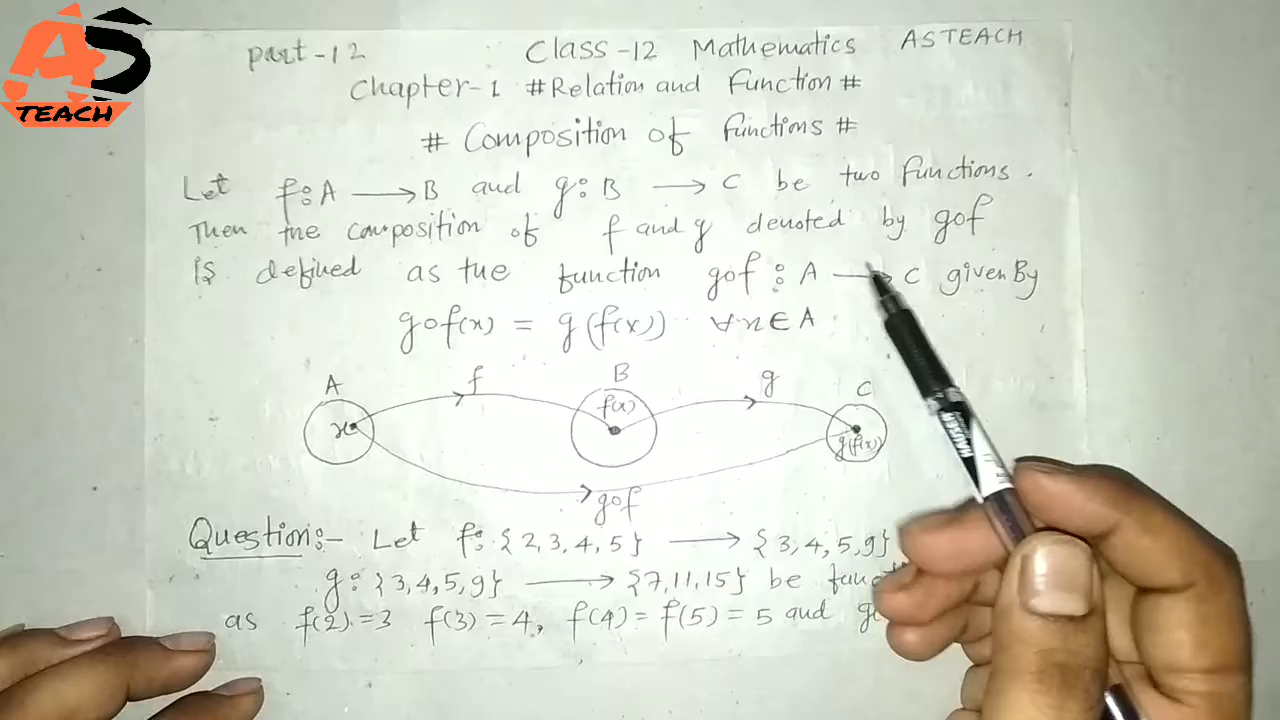 AS
TEACH
part-12 Class-12 Mathematics ASTEACH
Chapter-1 #Relation and Function#
# Composition of functions #
Let f:A ⟶ B and g:B ⟶ C be two functions.
Then the composition of f and g denoted by gof
is defined as the function gof : A ⟶ C given By
gof(x) = g(f(x)) ∀x∈A
A f B g C
x f(x) g(f(x))
gof
Question:- Let f: {2,3,4,5} ⟶ {3,4,5,9}
g: {3,4,5,9} ⟶ {7,11,15} be
as f(2)=3 f(3)=4, f(4)=f(5)=5 and
HAUSER